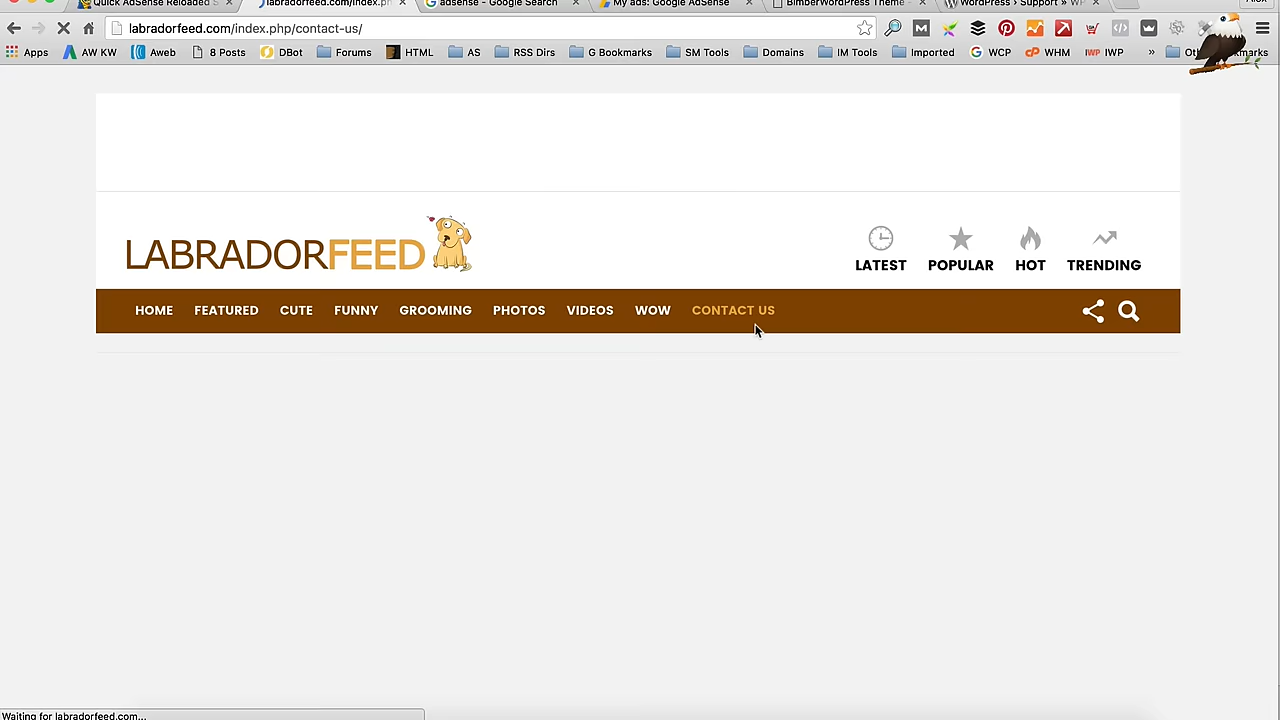 Quick AdSense Reloaded S
labradorfeed.com/index.ph
adsense - Google Search
My ads: Google AdSense
BimberWordPress Theme -
WordPress › Support » WP
labradorfeed.com/index.php/contact-us/
Apps AW KW Aweb 8 Posts DBot Forums HTML AS RSS Dirs G Bookmarks SM Tools Domains IM Tools Imported WCP WHM IWP IWP »
LABRADORFEED
LATEST POPULAR HOT TRENDING
HOME FEATURED CUTE FUNNY GROOMING PHOTOS VIDEOS WOW CONTACT US
Waiting for labradorfeed.com...